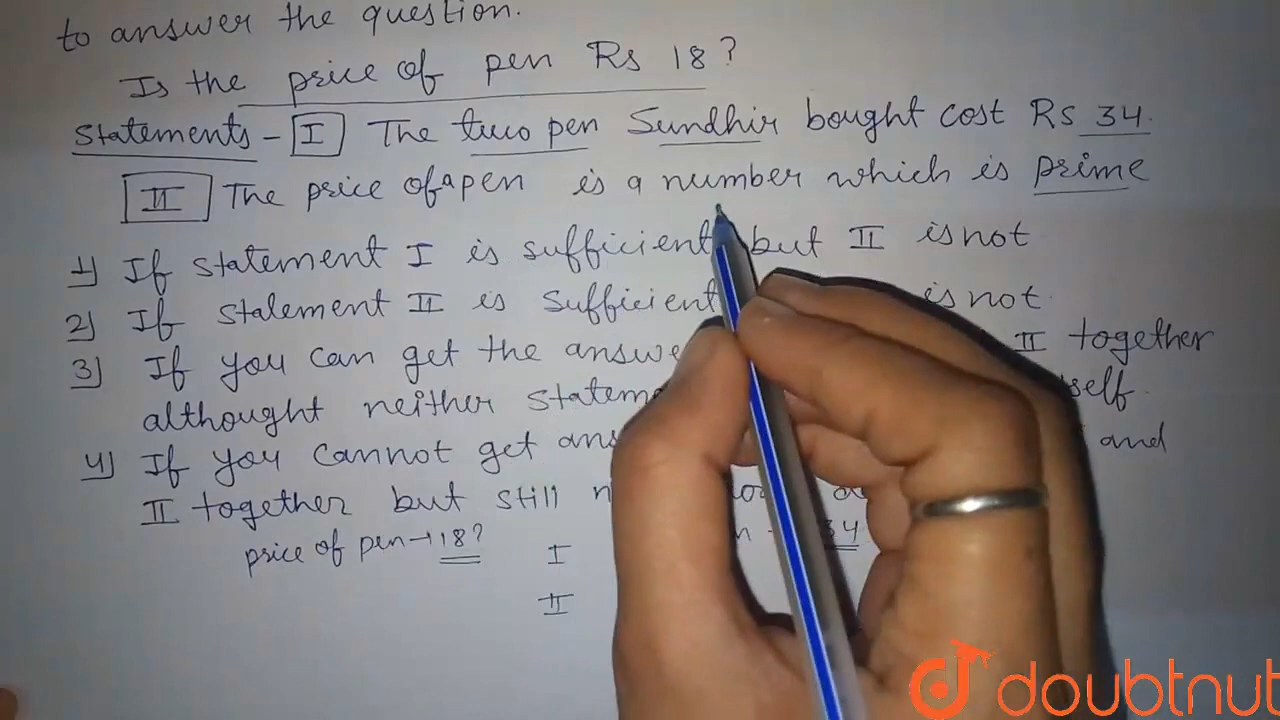 to answer the question.
Is the price of pen Rs 18?
Statements - I The two pen Sundhir bought cost Rs 34.
II The price of a pen is a number which is prime
1) If statement I is sufficient but II is not
2) If statement II is sufficient is not.
3) If you can get the answe II together
althought neither statem self.
4) If you cannot get ans and
II together but still
price of pen → 18? I 34
II
doubtnut